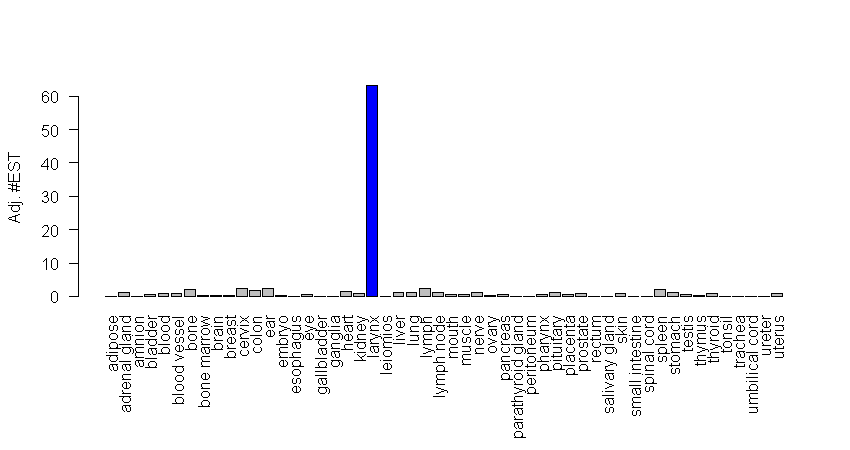 Adj. #EST
60
50
40
30
20
10
0
adipose
adrenal gland
amnion
bladder
blood
blood vessel
bone
bone marrow
brain
breast
cervix
colon
ear
embryo
esophagus
eye
gallbladder
ganglia
heart
kidney
larynx
leiomios
liver
lung
lymph
lymph node
mouth
muscle
nerve
ovary
pancreas
parathyroid gland
peritoneum
pharynx
pituitary
placenta
prostate
rectum
salivary gland
skin
small intestine
spinal cord
spleen
stomach
testis
thymus
thyroid
tonsil
trachea
umbilical cord
ureter
uterus